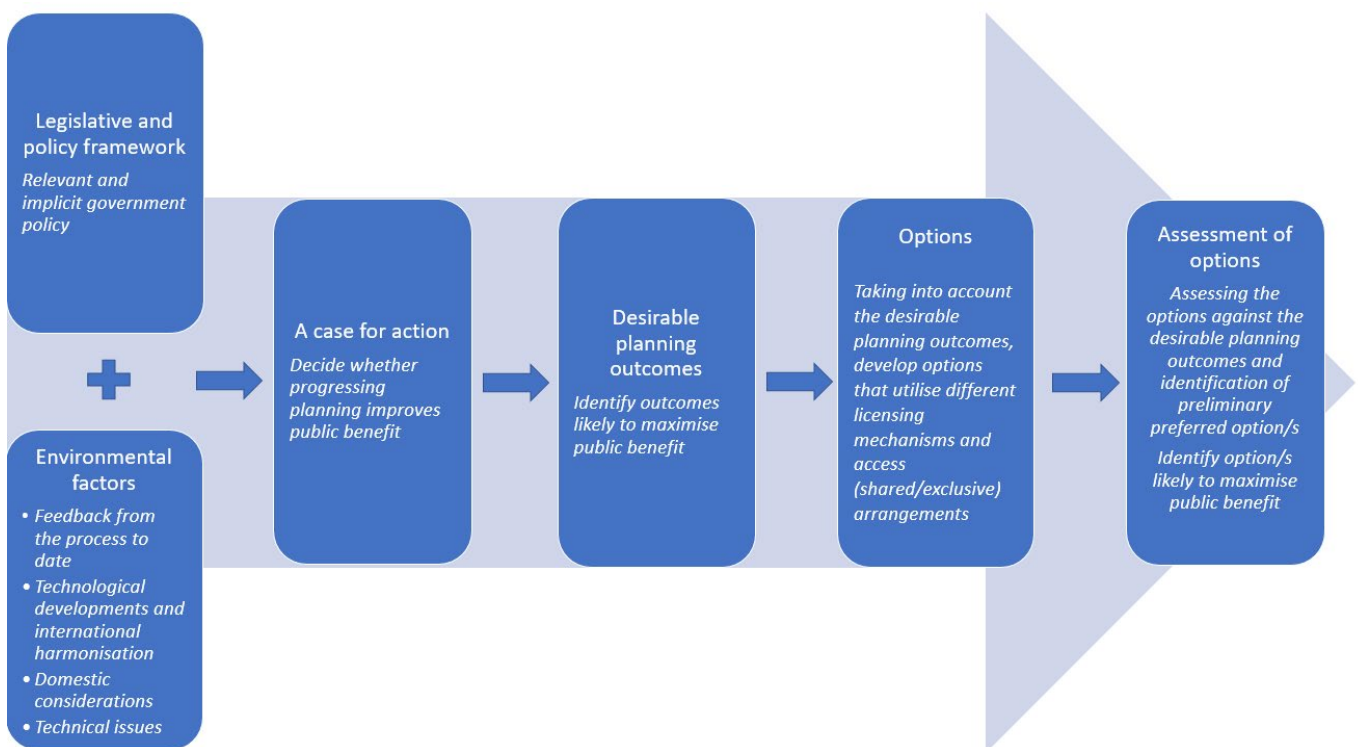 Legislative and
policy framework
Relevant and
implicit government
policy
Environmental
factors
• Feedback from
the process to
date
• Technological
developments and
international
harmonisation
• Domestic
considerations
• Technical issues
A case for action
Decide whether
progressing
planning improves
public benefit
Desirable
planning
outcomes
Identify outcomes
likely to maximise
public benefit
Options
Taking into account
the desirable
planning outcomes,
develop options
that utilise different
licensing
mechanisms and
access
(shared/exclusive)
arrangements
Assessment of
options
Assessing the
options against the
desirable planning
outcomes and
identification of
preliminary
preferred option/s
Identify option/s
likely to maximise
public benefit